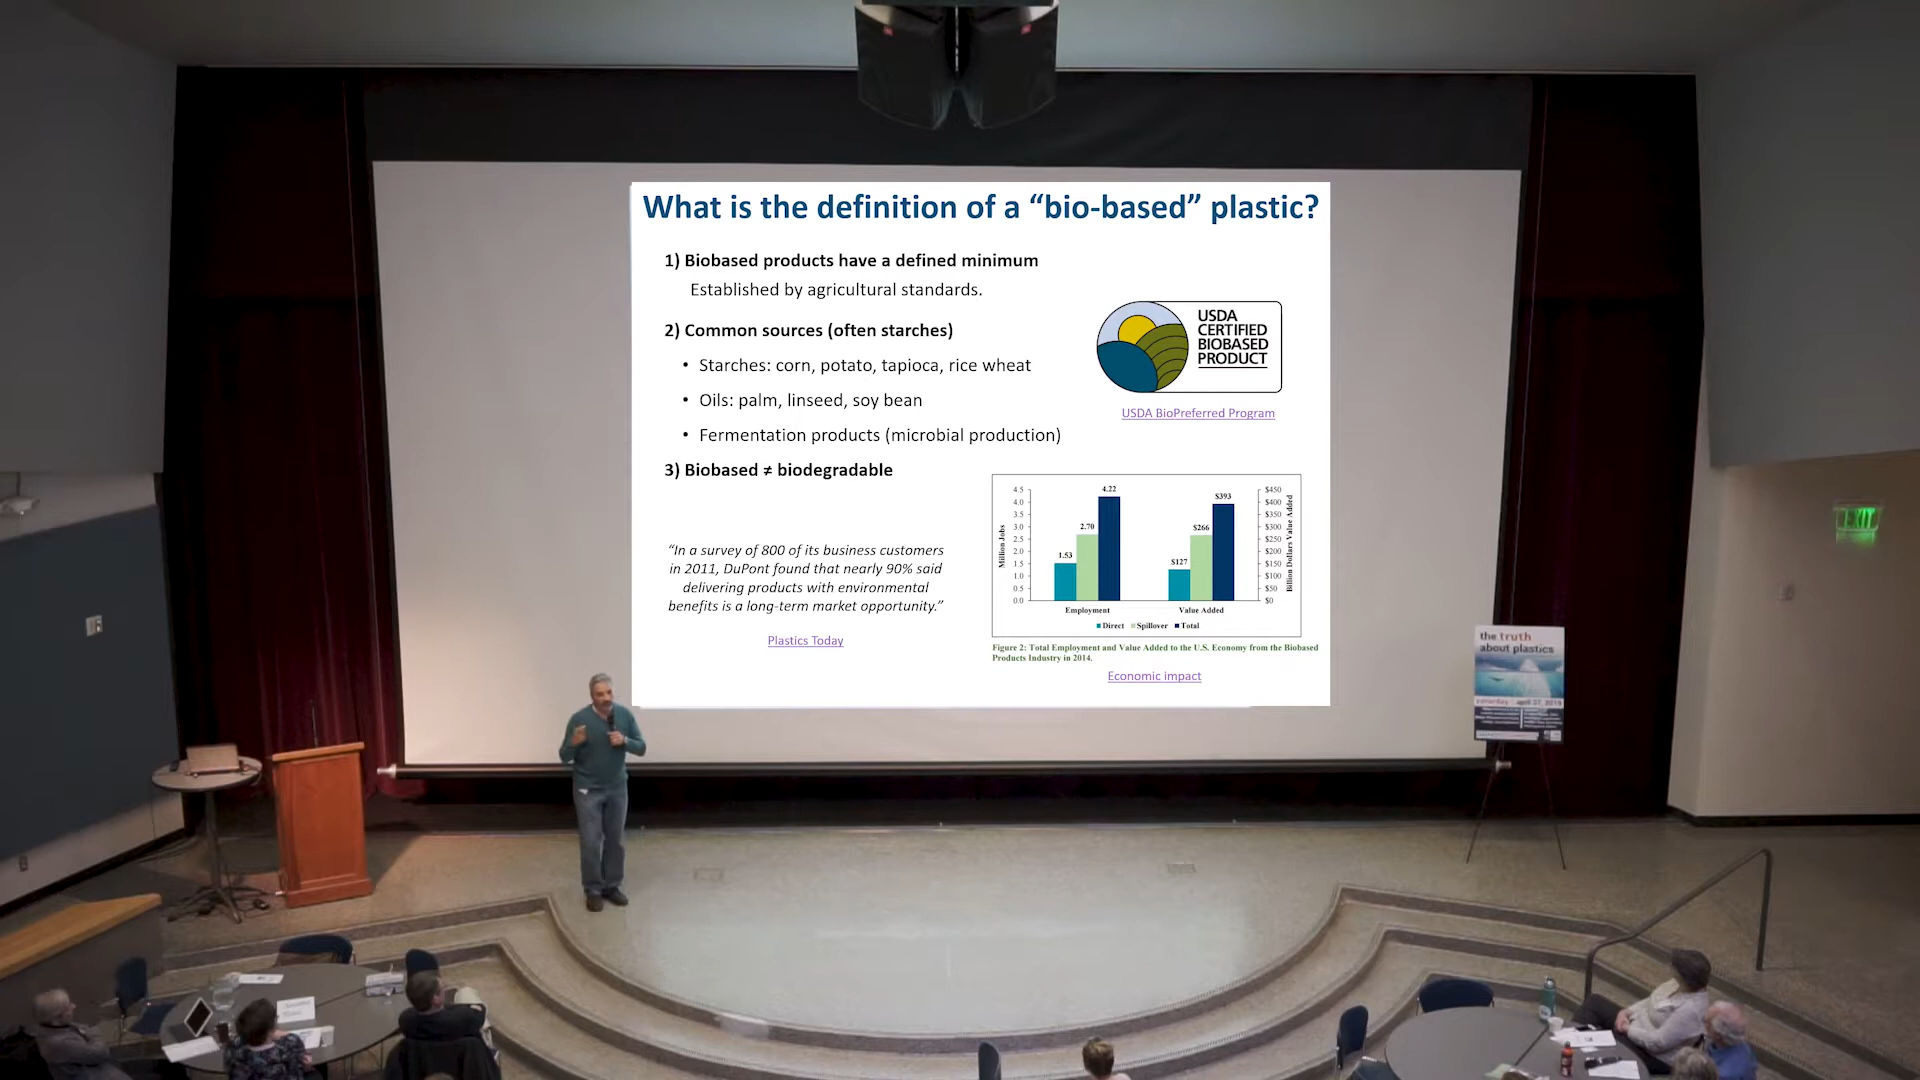 What is the definition of a “bio-based” plastic?
1) Biobased products have a defined minimum
Established by agricultural standards.
2) Common sources (often starches)
• Starches: corn, potato, tapioca, rice wheat
• Oils: palm, linseed, soy bean
• Fermentation products (microbial production)
3) Biobased ≠ biodegradable
“In a survey of 800 of its business customers
in 2011, DuPont found that nearly 90% said
delivering products with environmental
benefits is a long-term market opportunity.”
Plastics Today
USDA
CERTIFIED
BIOBASED
PRODUCT
USDA BioPreferred Program
4.5
4.0
3.5
3.0
2.5
2.0
1.5
1.0
0.5
0.0
Million Jobs
1.53
2.70
4.22
$127
$266
$393
$450
$400
$350
$300
$250
$200
$150
$100
$50
$0
Billion Dollars Value Added
Employment
Value Added
Direct Spillover Total
Figure 2: Total Employment and Value Added to the U.S. Economy from the Biobased
Products Industry in 2014.
Economic impact
EXIT
the truth
about plastics
saturday april 27, 2019